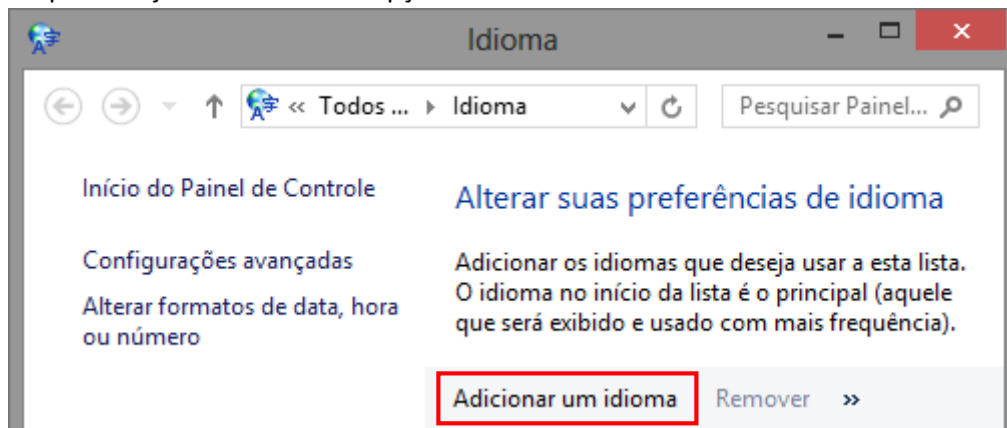 Idioma
« Todos ... Idioma
Pesquisar Painel...
Início do Painel de Controle
Configurações avançadas
Alterar formatos de data, hora
ou número
Alterar suas preferências de idioma
Adicionar os idiomas que deseja usar a esta lista.
O idioma no início da lista é o principal (aquele
que será exibido e usado com mais frequência).
Adicionar um idioma Remover »